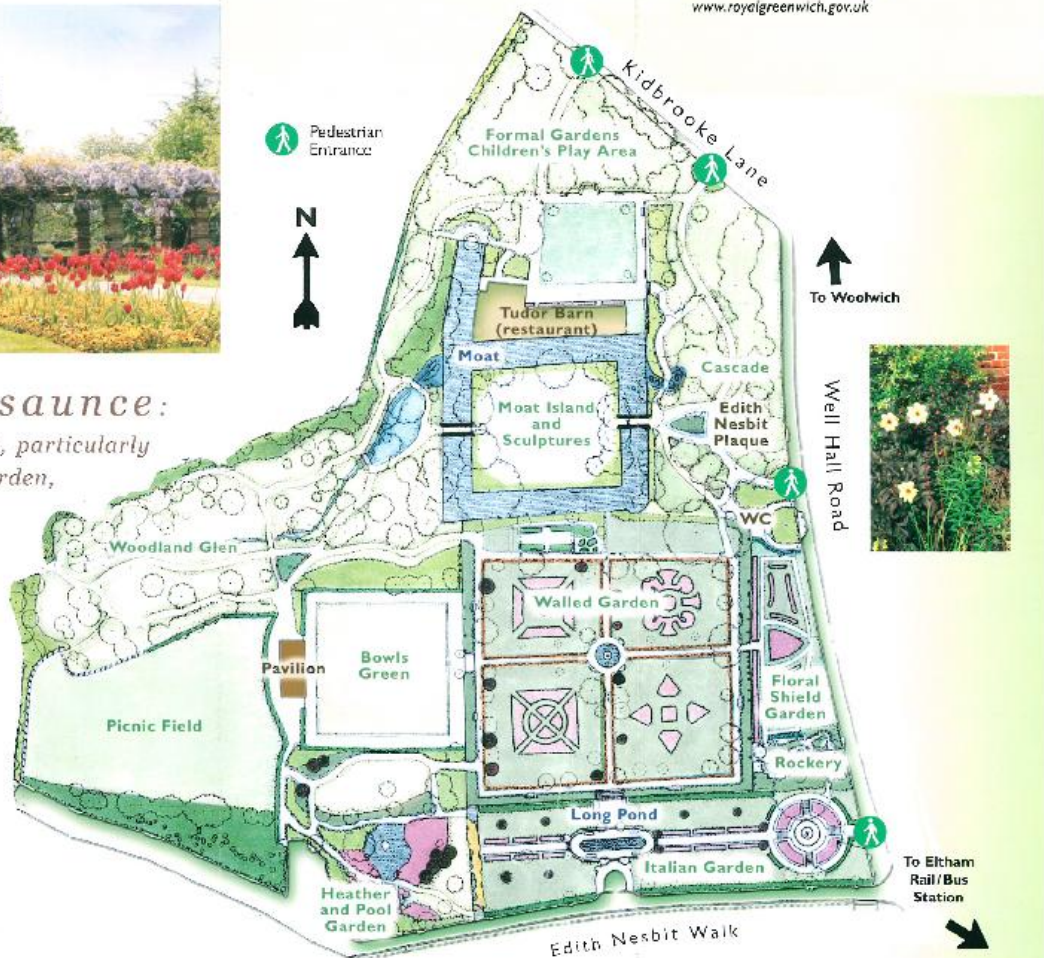 www.royalgreenwich.gov.uk
Pedestrian
Entrance
N
Kidbrooke Lane
Formal Gardens
Children's Play Area
To Woolwich
Tudor Barn
(restaurant)
Moat
Cascade
saunce:
, particularly
rden,
Moat Island
and
Sculptures
Edith
Nesbit
Plaque
Well Hall Road
WC
Woodland Glen
Walled Garden
Pavilion
Bowls
Green
Picnic Field
Floral
Shield
Garden
Rockery
Long Pond
Italian Garden
To Eltham
Rail/Bus
Station
Heather
and Pool
Garden
Edith Nesbit Walk